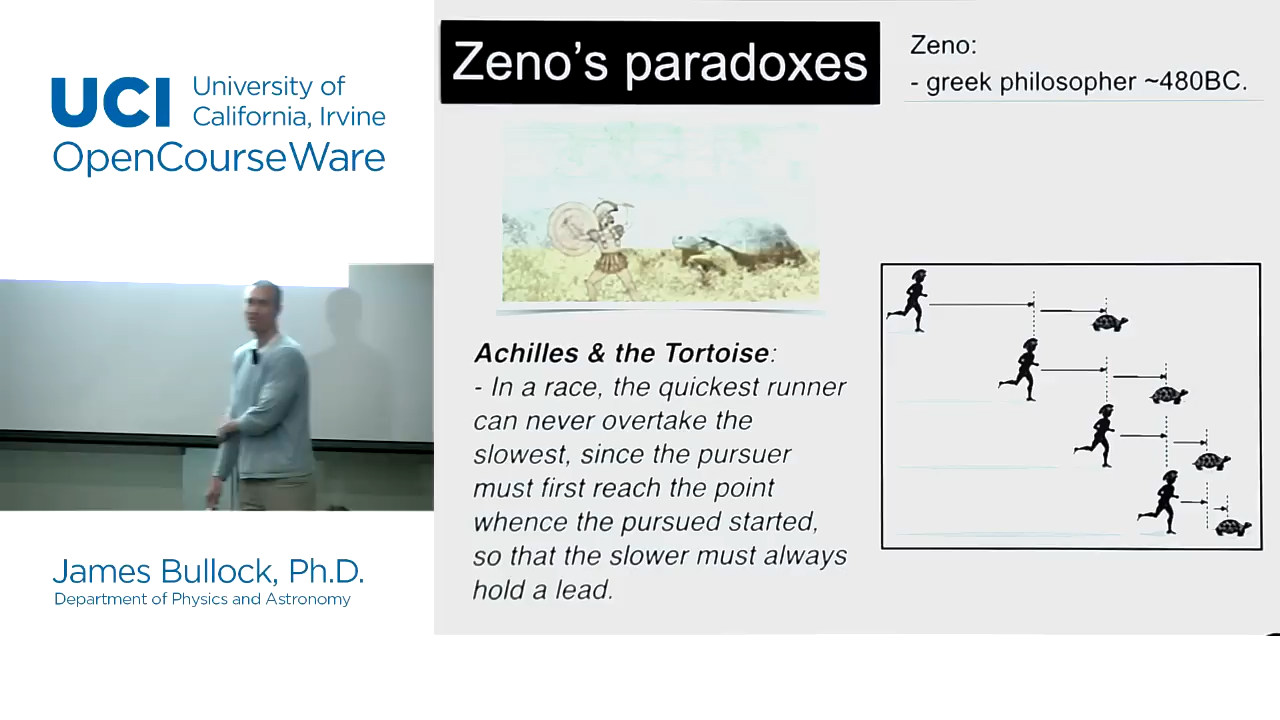 UCI University of
California, Irvine
OpenCourseWare
James Bullock, Ph.D.
Department of Physics and Astronomy
Zeno's paradoxes
Zeno:
- greek philosopher ~480BC.
Achilles & the Tortoise:
- In a race, the quickest runner
can never overtake the
slowest, since the pursuer
must first reach the point
whence the pursued started,
so that the slower must always
hold a lead.